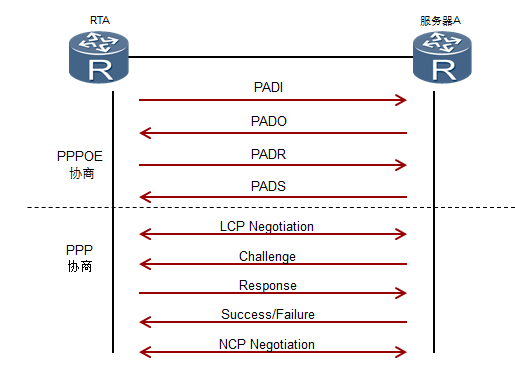 RTA
服务器A
R
R
PADI
PADO
PPPOE
协商
PADR
PADS
LCP Negotiation
PPP
协商
Challenge
Response
Success/Failure
NCP Negotiation